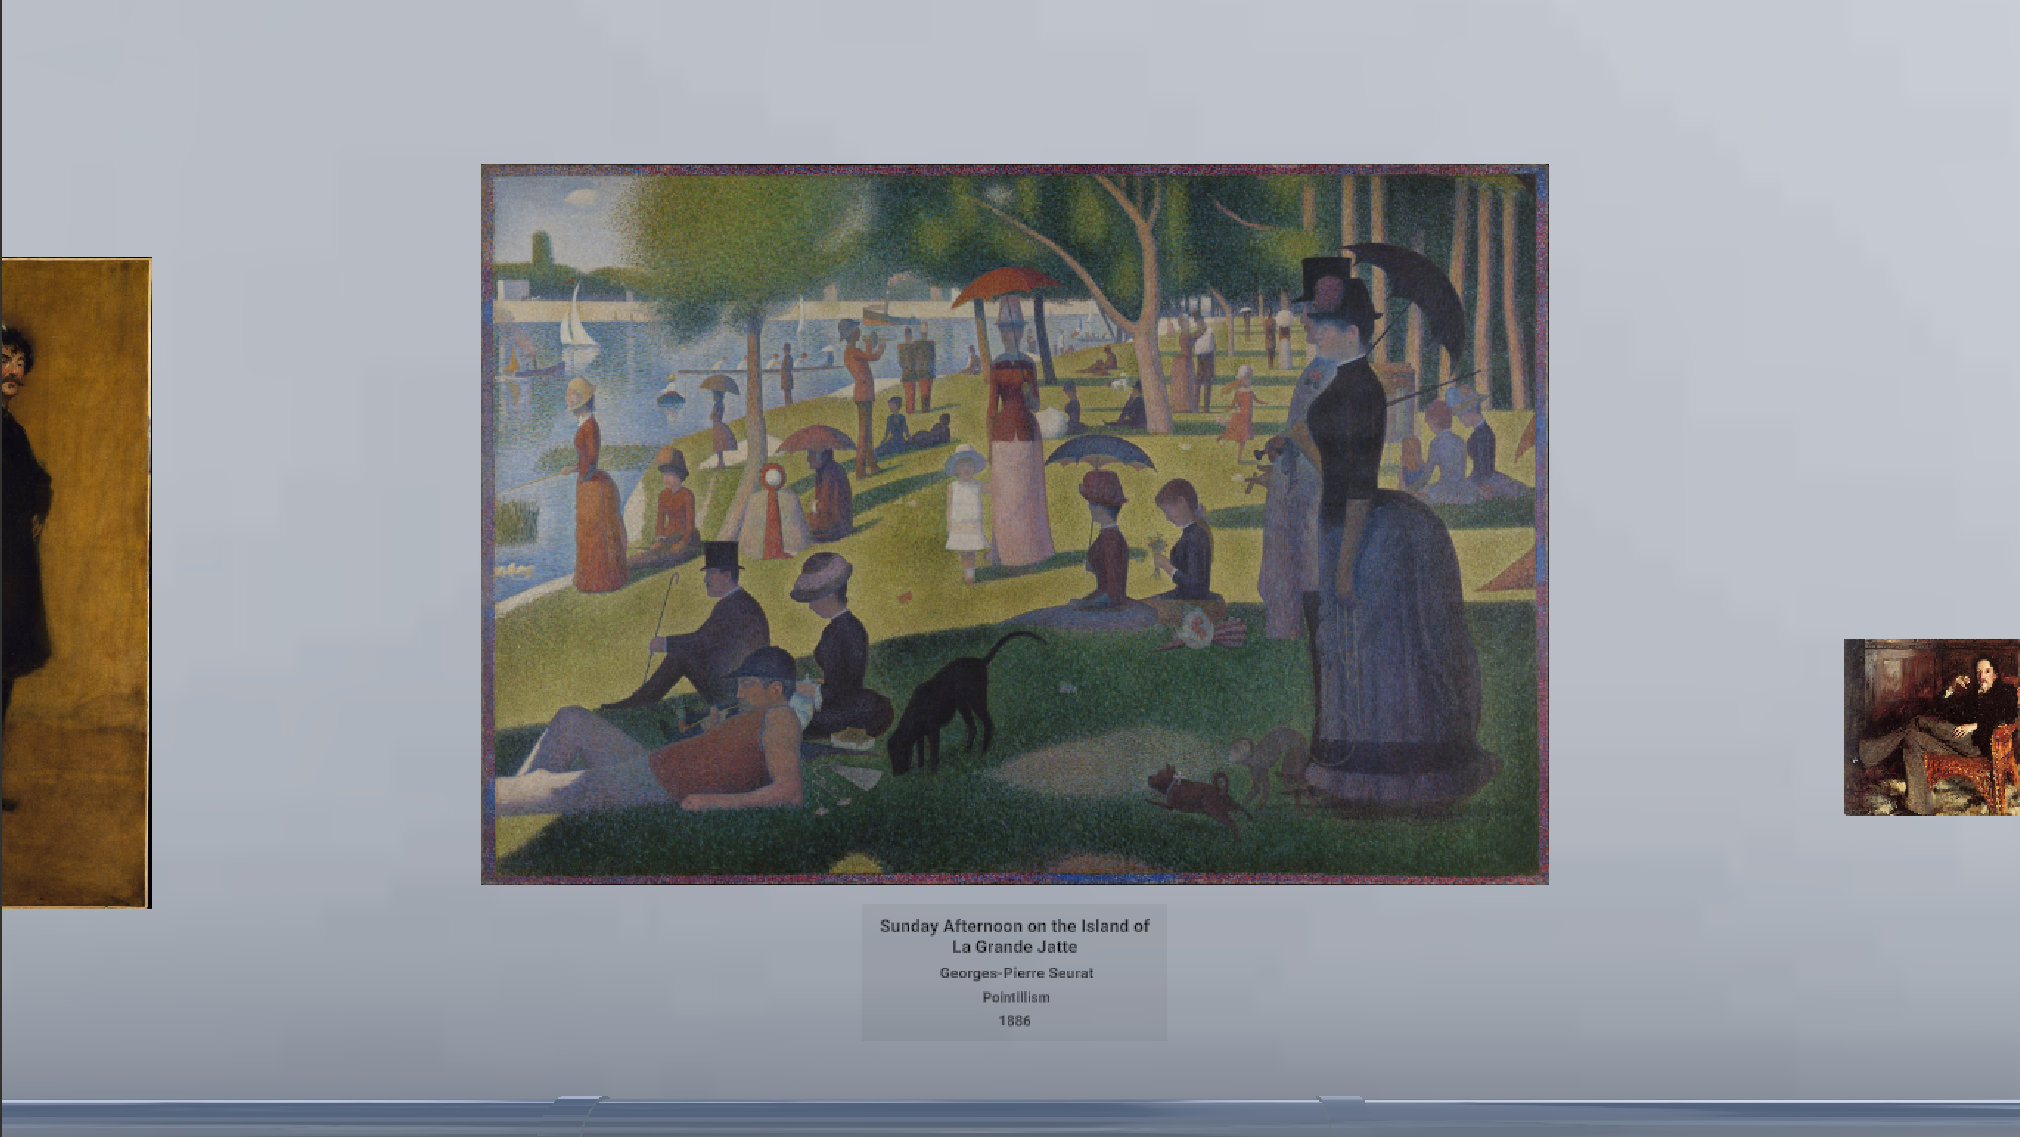 Sunday Afternoon on the Island of
La Grande Jatte
Georges-Pierre Seurat
Pointillism
1886